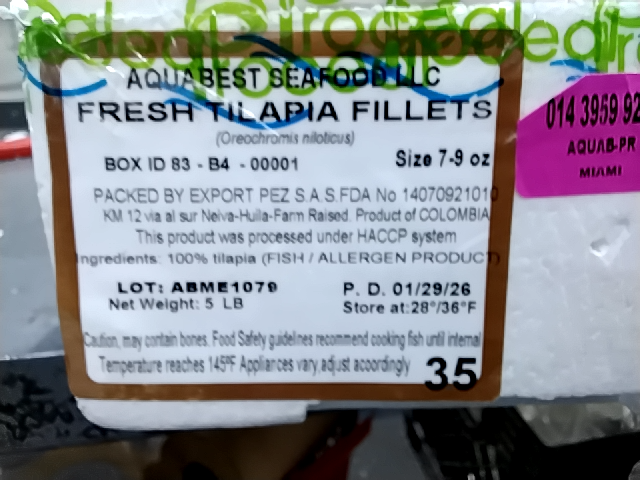 AQUABEST SEAFOOD LLC
FRESH TILAPIA FILLETS
(Oreochromis niloticus)
BOX ID 83 - B4 - 00001
Size 7-9 oz
PACKED BY EXPORT PEZ S.A.S.FDA No 14070921010
KM 12 via al sur Neiva-Huila-Farm Raised. Product of COLOMBIA
This product was processed under HACCP system
Ingredients: 100% tilapia (FISH / ALLERGEN PRODUCT)
LOT: ABME1079
P. D. 01/29/26
Net Weight: 5 LB
Store at:28°/36°F
Caution, may contain bones. Food Safety guidelines recommend cooking fish until internal
Temperature reaches 145ºF Appliances vary,adjust accordingly
35
014 3969 92
AQUAB-PR
MIAMI